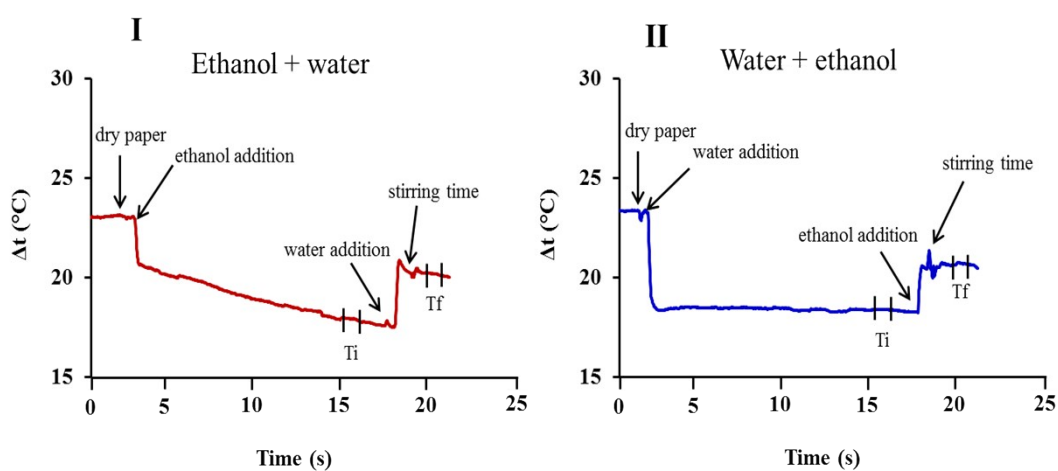 I
Ethanol + water
30
25
20
15
Δt (°C)
dry paper
ethanol addition
stirring time
water addition
Ti
Tf
0 5 10 15 20 25
Time (s)
II
Water + ethanol
30
25
20
15
Δt (°C)
dry paper
water addition
stirring time
ethanol addition
Ti
Tf
0 5 10 15 20 25
Time (s)